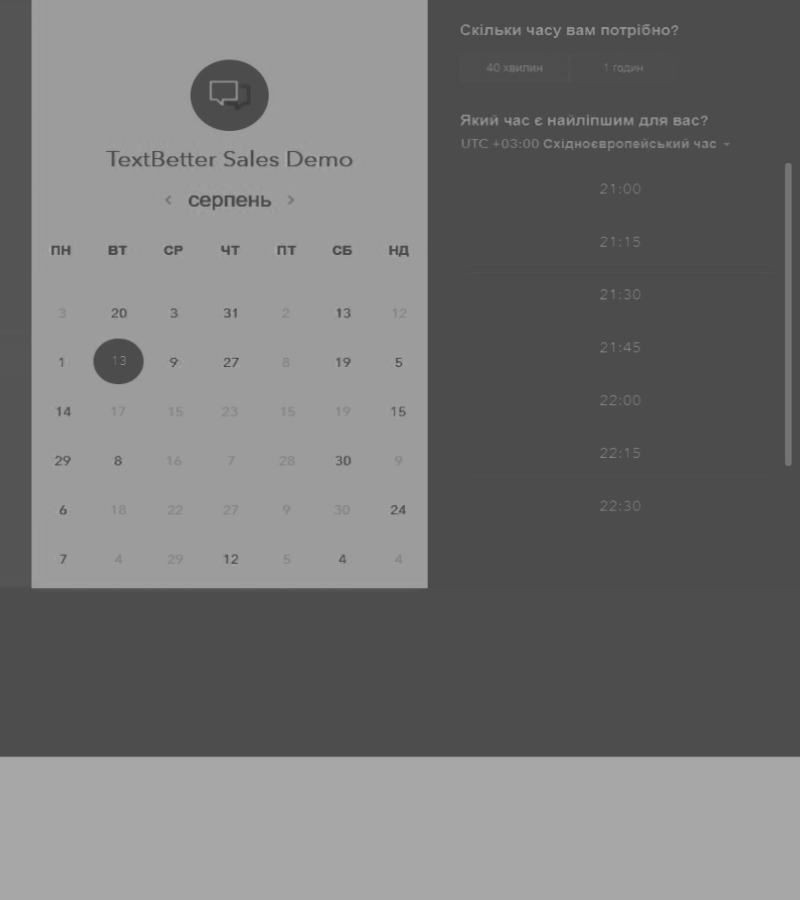 TextBetter Sales Demo
серпень
ПН ВТ СР ЧТ ПТ СБ НД
3 20 3 31 2 13 12
1 13 9 27 8 19 5
14 17 15 23 15 19 15
29 8 16 7 28 30 9
6 18 22 27 9 30 24
7 4 29 12 5 4 4
Скільки часу вам потрібно?
40 хвилин 1 годин
Який час є найліпшим для вас?
UTC +03:00 Східноєвропейський час
21:00
21:15
21:30
21:45
22:00
22:15
22:30